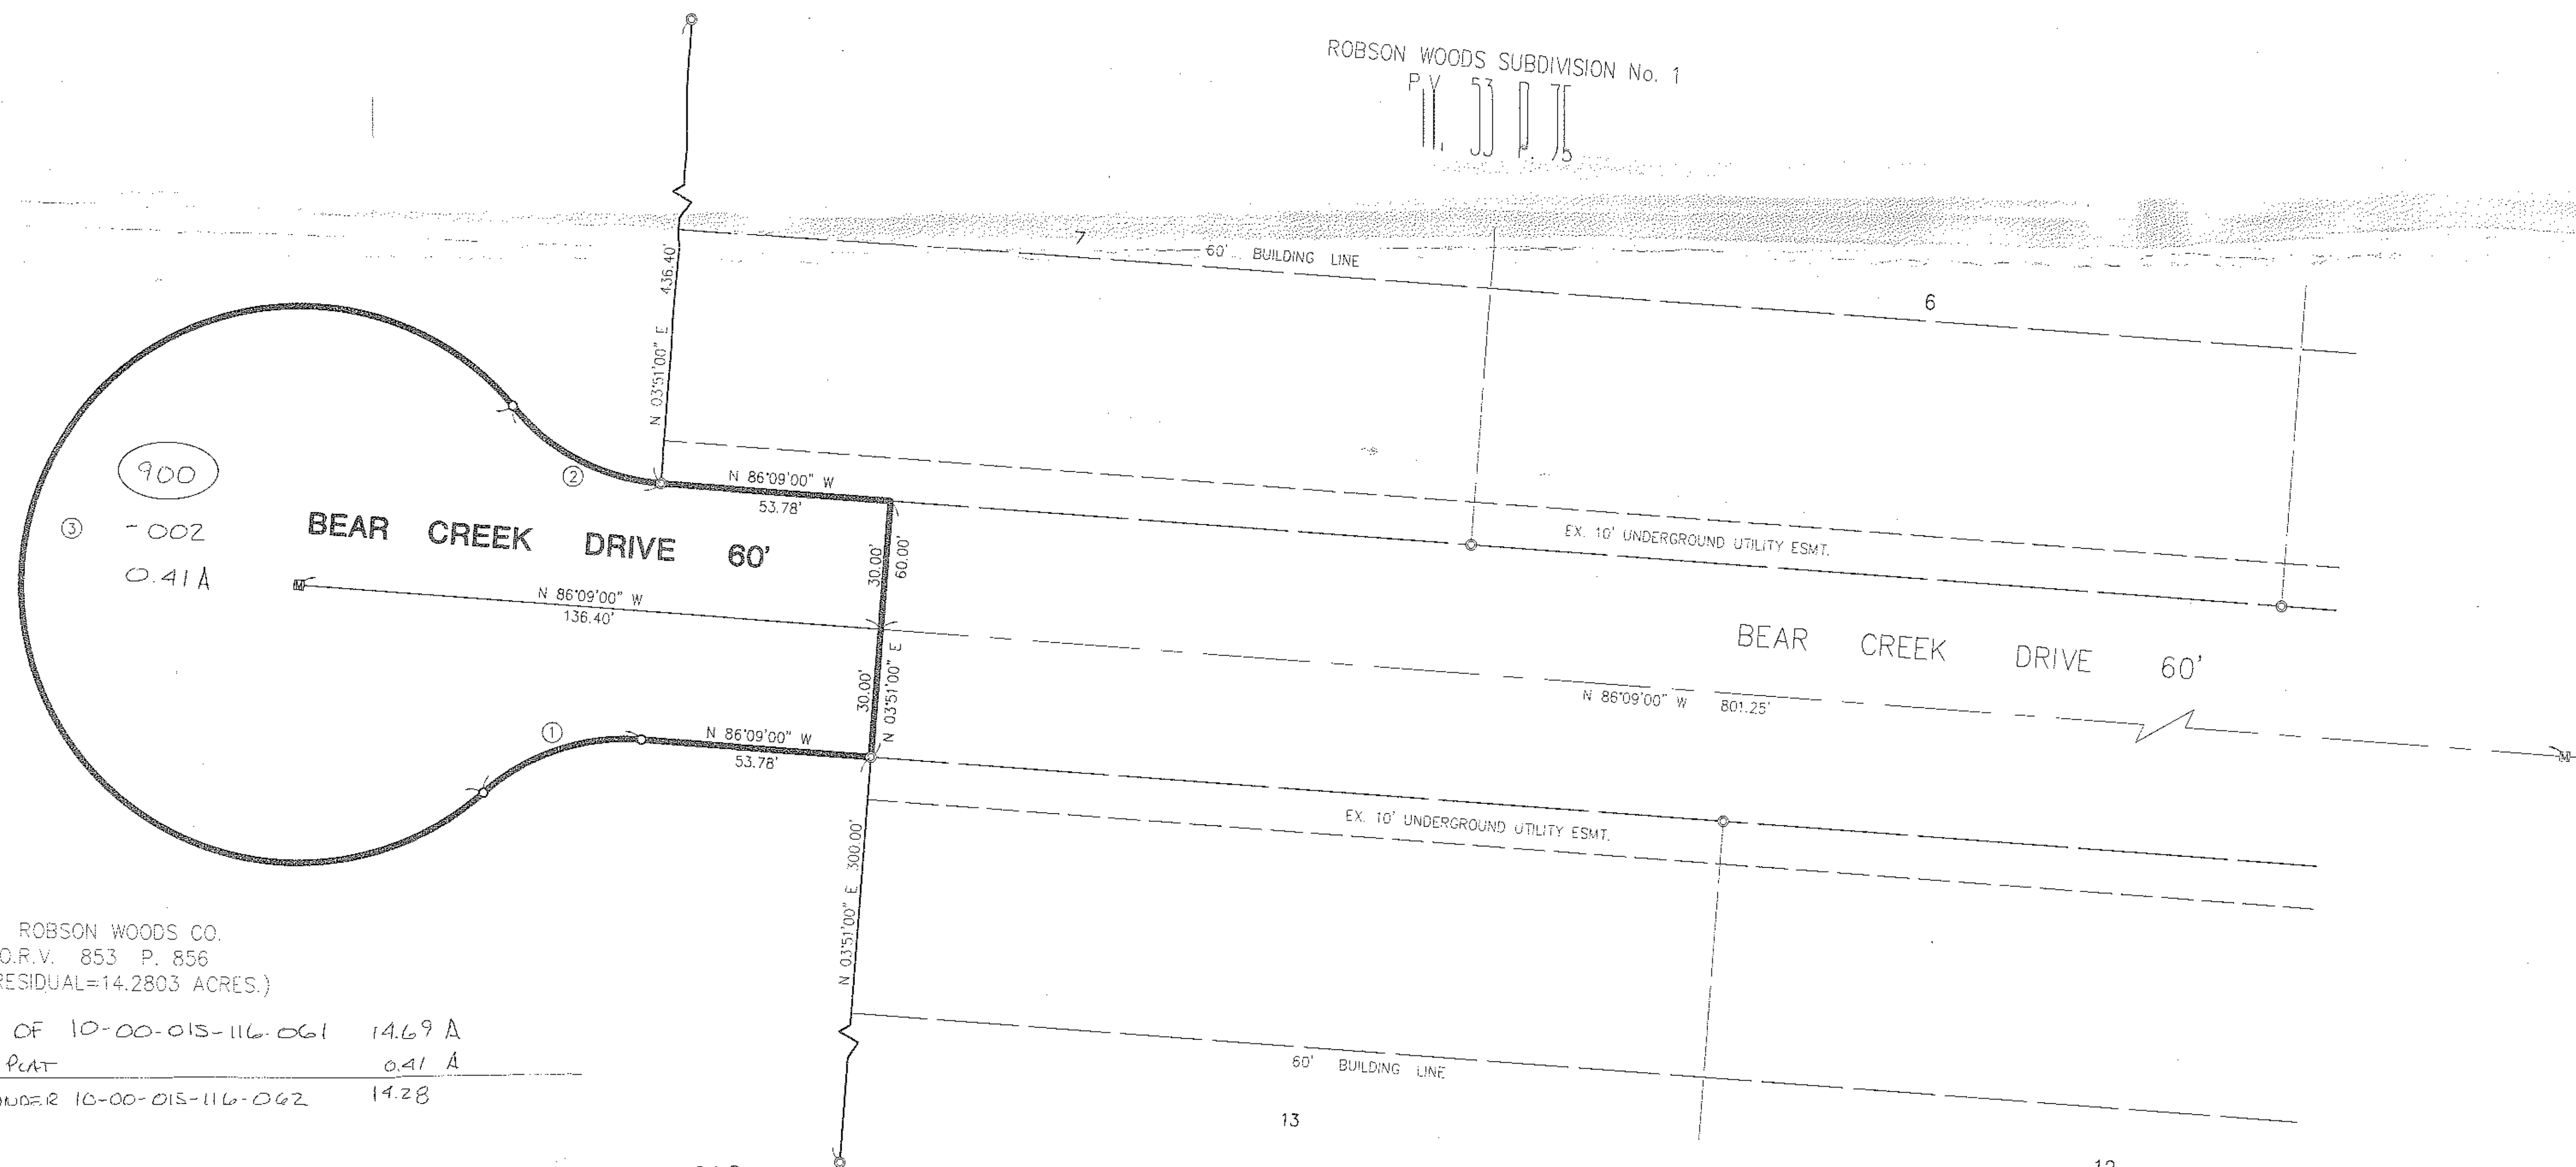 ROBSON WOODS SUBDIVISION No. 1
P.V. 53 P. 75
436.40'
N 03°51'00" E
7
60' BUILDING LINE
6
900
-002
0.41 A
3
2
N 86°09'00" W
53.78'
BEAR CREEK DRIVE 60'
30.00'
60.00'
EX. 10' UNDERGROUND UTILITY ESMT.
M
N 86°09'00" W
136.40'
BEAR CREEK DRIVE 60'
N 86°09'00" W 801.25'
M
30.00'
N 03°51'00" E
1
N 86°09'00" W
53.78'
EX. 10' UNDERGROUND UTILITY ESMT.
N 03°51'00" E 300.00'
ROBSON WOODS CO.
O.R.V. 853 P. 856
RESIDUAL=14.2803 ACRES.)
OF 10-00-015-116-061 14.69 A
PLAT 0.41 A
NDER 10-00-015-116-062 14.28
60' BUILDING LINE
13